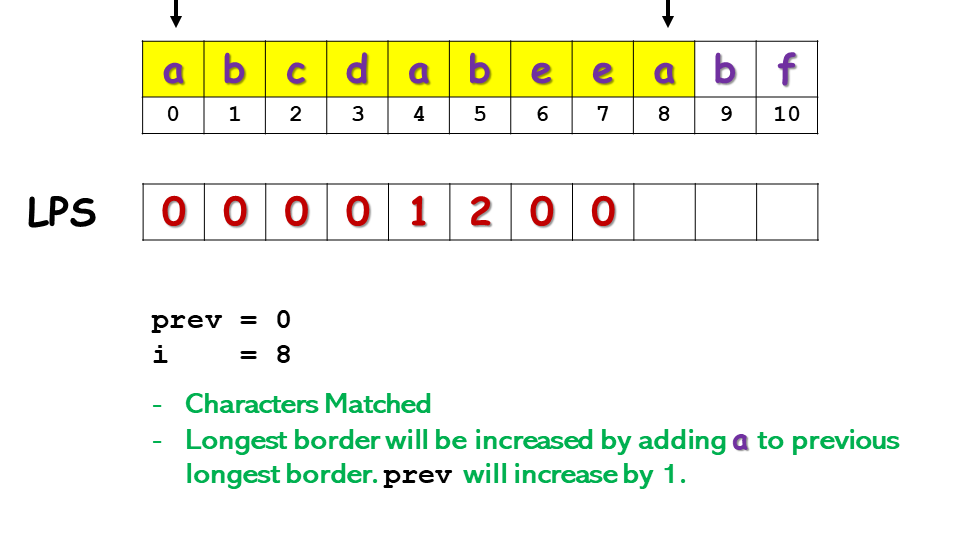 a b c d a b e e a b f
0 1 2 3 4 5 6 7 8 9 10
LPS 0 0 0 0 1 2 0 0
prev = 0
i = 8
- Characters Matched
- Longest border will be increased by adding a to previous
longest border. prev will increase by 1.